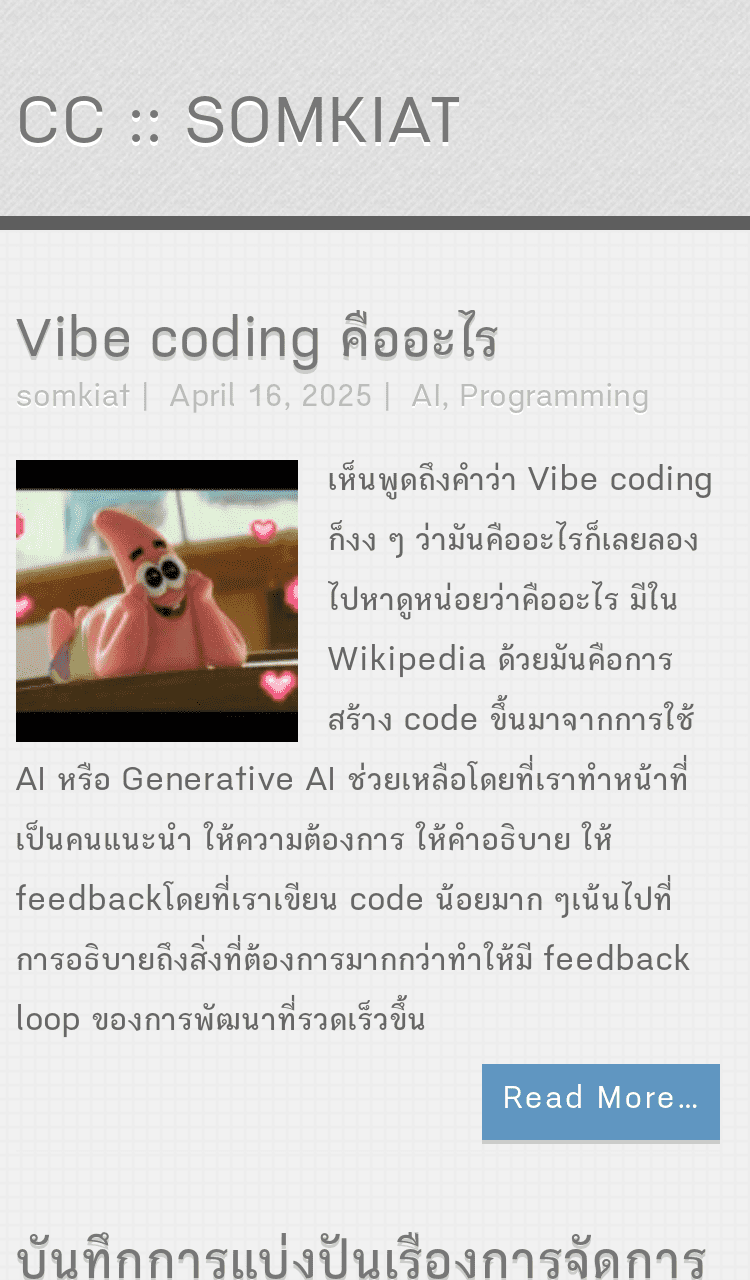 CC :: SOMKIAT
Vibe coding คืออะไร
somkiat | April 16, 2025 | AI, Programming
เห็นพูดถึงคำว่า Vibe coding
ก็งง ๆ ว่ามันคืออะไรก็เลยลอง
ไปหาดูหน่อยว่าคืออะไร มีใน
Wikipedia ด้วยมันคือการ
สร้าง code ขึ้นมาจากการใช้
AI หรือ Generative AI ช่วยเหลือโดยที่เราทำหน้าที่
เป็นคนแนะนำ ให้ความต้องการ ให้คำอธิบาย ให้
feedbackโดยที่เราเขียน code น้อยมาก ๆเน้นไปที่
การอธิบายถึงสิ่งที่ต้องการมากกว่าทำให้มี feedback
loop ของการพัฒนาที่รวดเร็วขึ้น
Read More…
บันทึกการแบ่งปันเรื่องการจัดการ